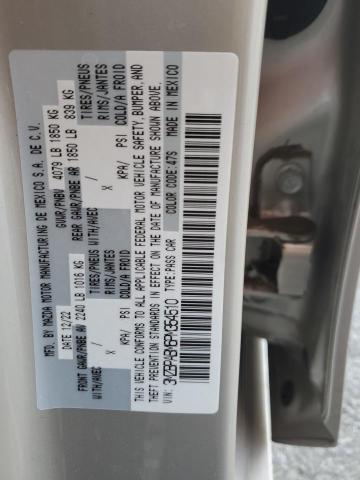 MFD. BY MAZDA MOTOR MANUFACTURING DE MEXICO S.A. DE C.V.
DATE 12/22 GVWR/PNBV 4079 LB 1850 KG
FRONT GAWR/PNBE AV 2240 LB 1016 KG REAR GAWR/PNBE AR 1850 LB 839 KG
TIRES/PNEUS TIRES/PNEUS
WITH/AVEC X RIMS/JANTES WITH/AVEC X RIMS/JANTES
KPA/ PSI COLD/A FROID KPA/ PSI COLD/A FROID
THIS VEHICLE CONFORMS TO ALL APPLICABLE FEDERAL MOTOR VEHICLE SAFETY, BUMPER, AND
THEFT PREVENTION STANDARDS IN EFFECT ON THE DATE OF MANUFACTURE SHOWN ABOVE.
VIN: TYPE:PASS CAR COLOR CODE: 47S MADE IN MEXICO